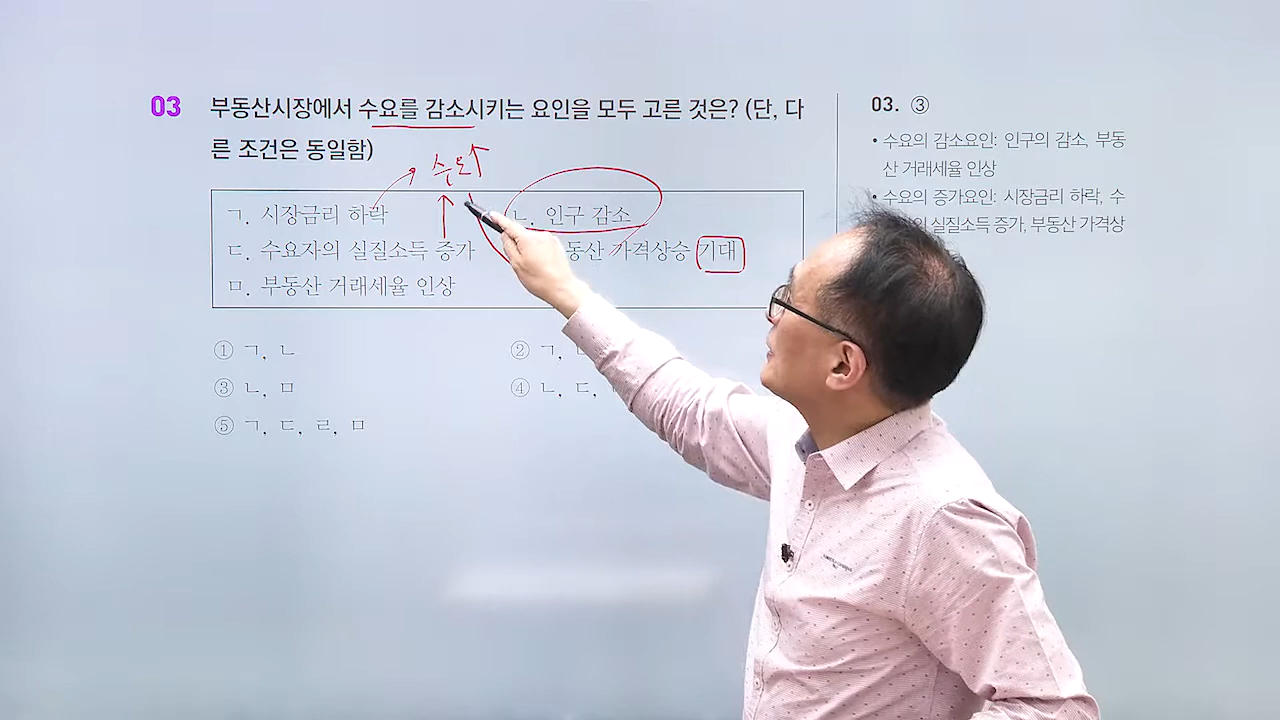 03 부동산시장에서 수요를 감소시키는 요인을 모두 고른 것은? (단, 다
른 조건은 동일함)
수요↑
ㄱ. 시장금리 하락 ㄴ. 인구 감소
ㄷ. 수요자의 실질소득 증가 동산 가격상승 기대
ㅁ. 부동산 거래세율 인상
① ㄱ, ㄴ ② ㄱ,
③ ㄴ, ㅁ ④ ㄴ, ㄷ,
⑤ ㄱ, ㄷ, ㄹ, ㅁ
03. ③
• 수요의 감소요인: 인구의 감소, 부동
산 거래세율 인상
• 수요의 증가요인: 시장금리 하락, 수
의 실질소득 증가, 부동산 가격상